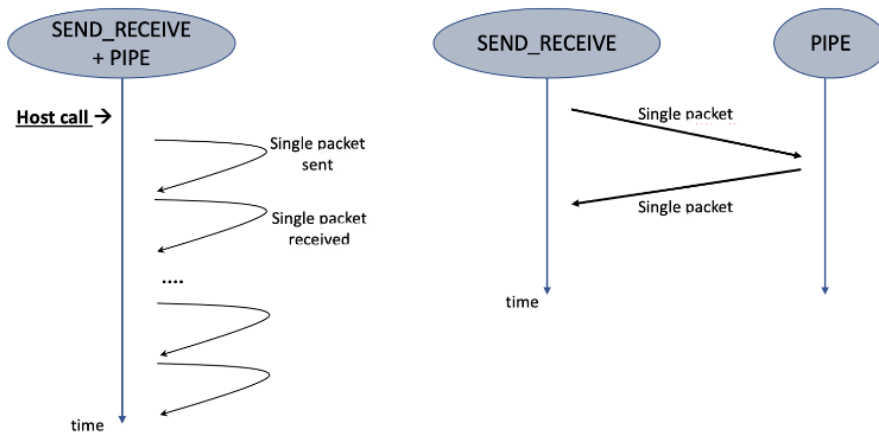 SEND_RECEIVE
+ PIPE
Host call →
Single packet
sent
Single packet
received
....
time
SEND_RECEIVE
PIPE
Single packet
Single packet
time